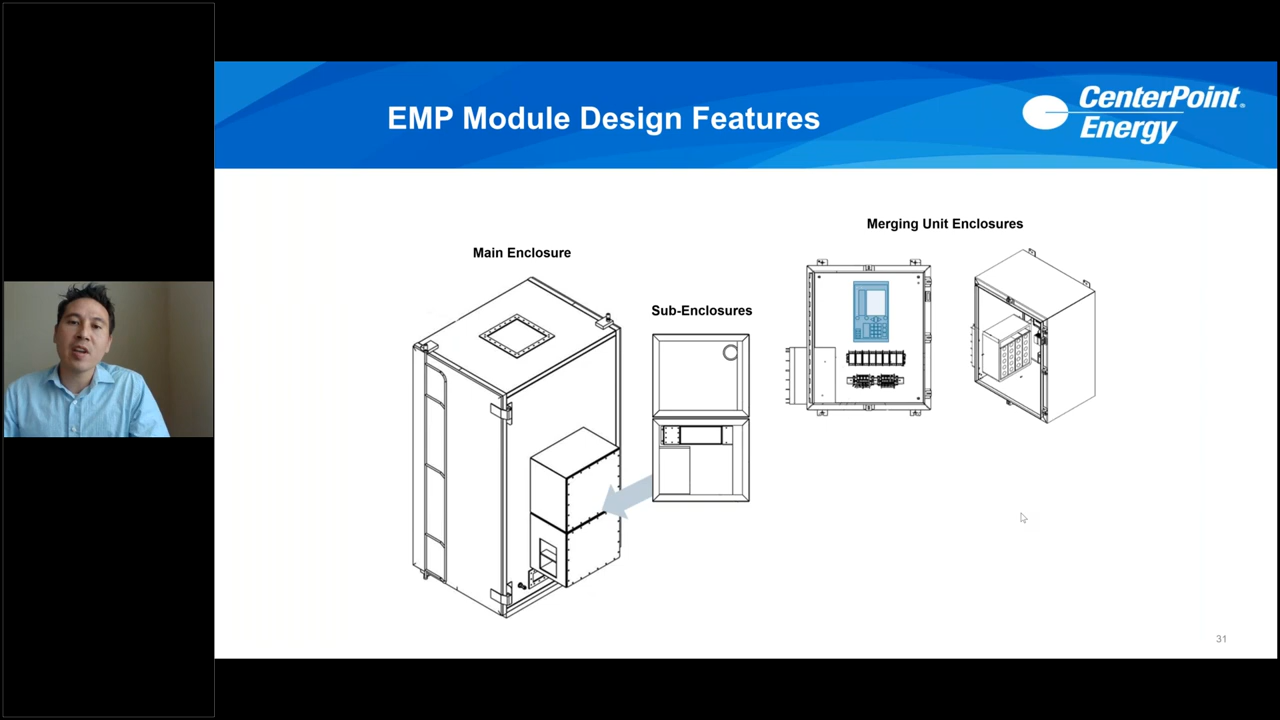 EMP Module Design Features
CenterPoint®
Energy
Merging Unit Enclosures
Main Enclosure
Sub-Enclosures
31